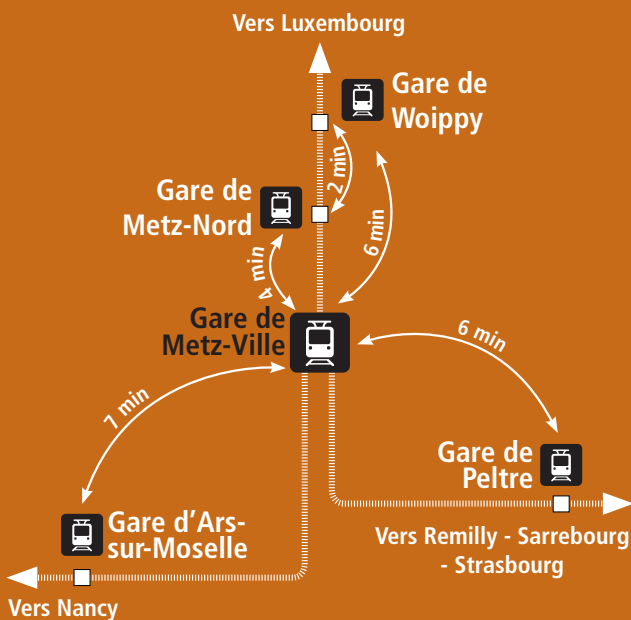 Vers Luxembourg
Gare de
Woippy
2 min
Gare de
Metz-Nord
6 min
4 min
Gare de
Metz-Ville
6 min
7 min
Gare de
Peltre
Gare d'Ars-
sur-Moselle
Vers Remilly - Sarrebourg
- Strasbourg
Vers Nancy